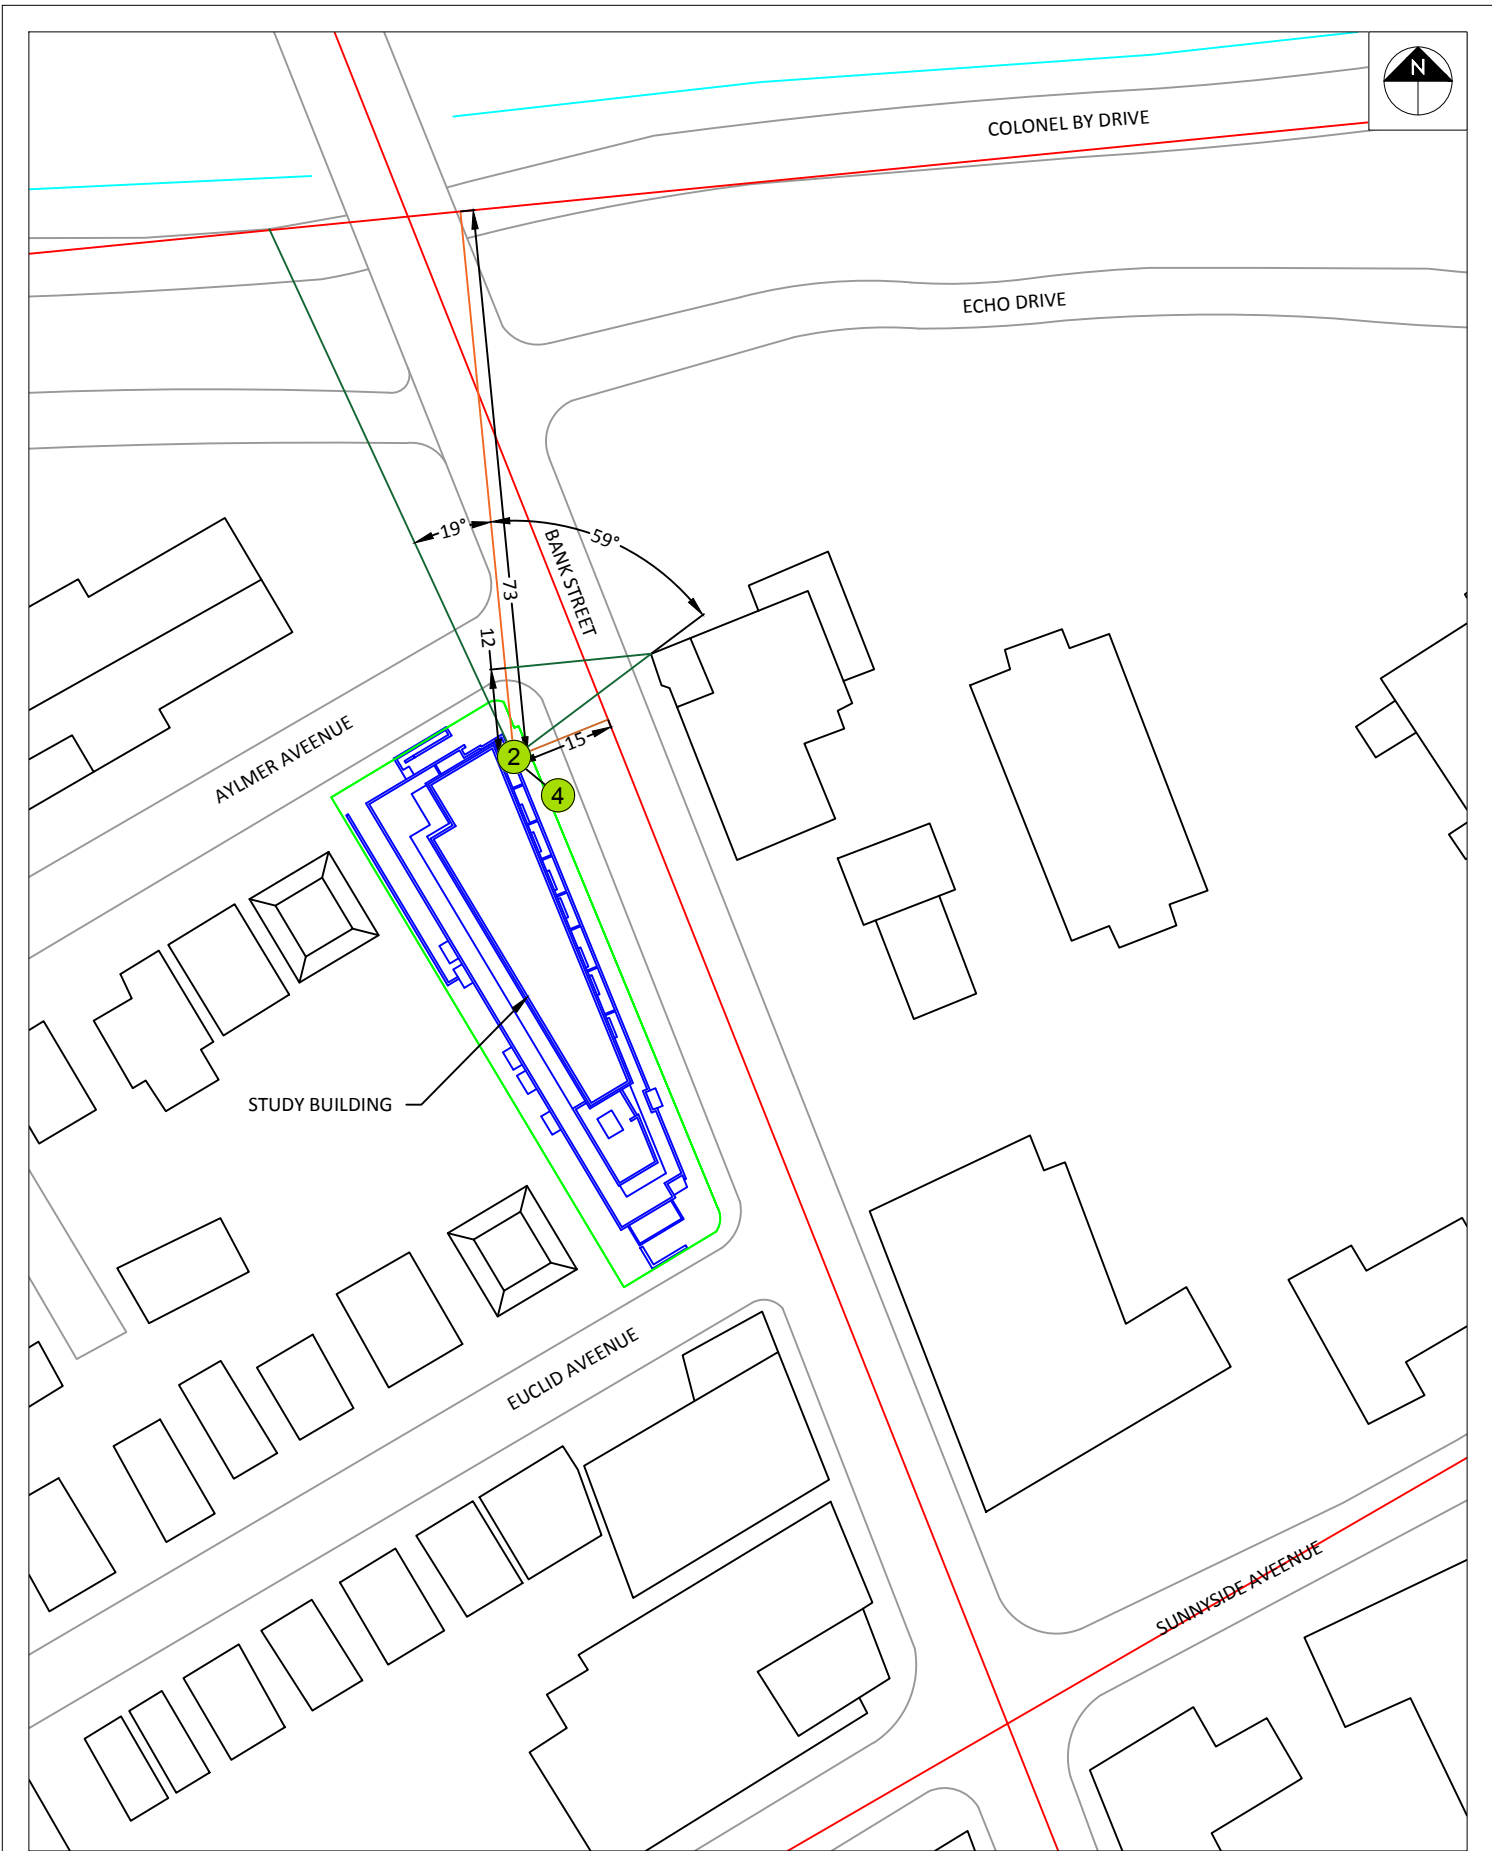 N
COLONEL BY DRIVE
ECHO DRIVE
19°
59°
BANK STREET
73
12
15
2
4
AYLMER AVEENUE
STUDY BUILDING
EUCLID AVEENUE
SUNNYSIDE AVEENUE